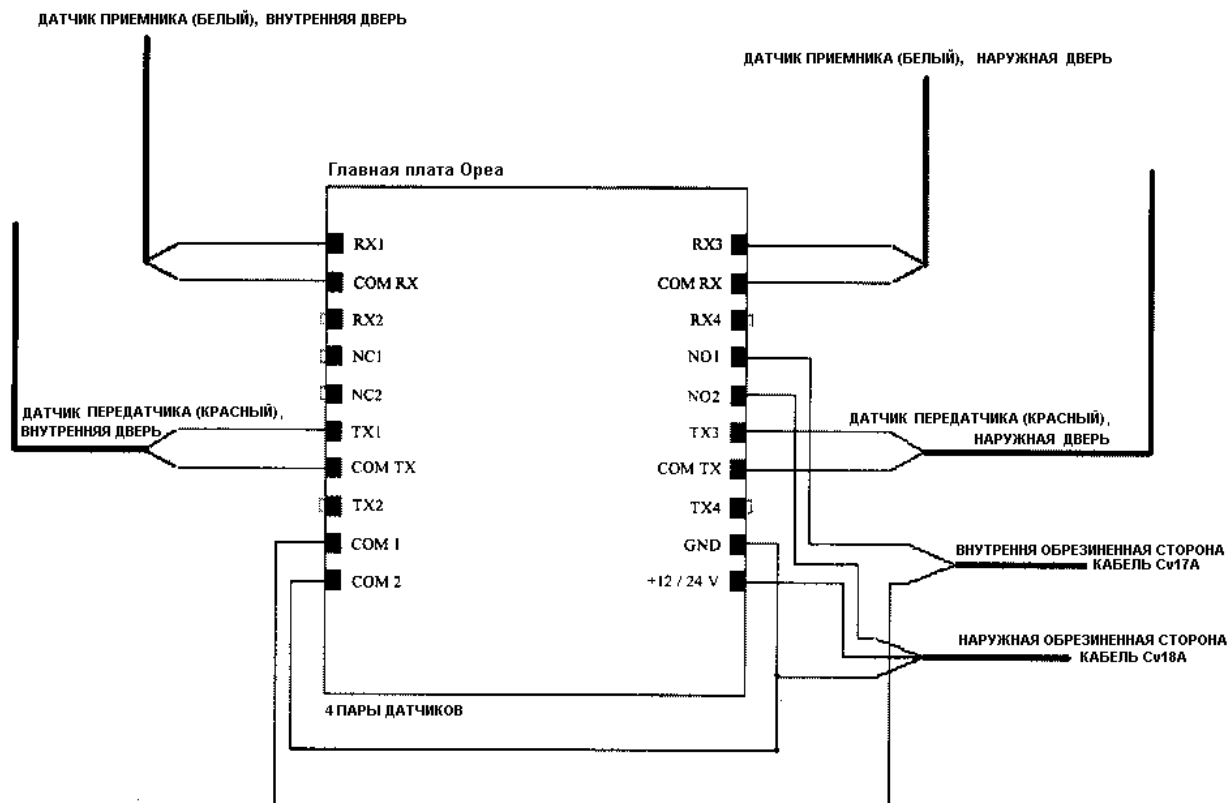 ДАТЧИК ПРИЕМНИКА (БЕЛЫЙ), ВНУТРЕННЯЯ ДВЕРЬ
ДАТЧИК ПРИЕМНИКА (БЕЛЫЙ), НАРУЖНАЯ ДВЕРЬ
Главная плата Opea
RX1
COM RX
RX2
NC1
NC2
TX1
COM TX
TX2
COM 1
COM 2
RX3
COM RX
RX4
NO1
NO2
TX3
COM TX
TX4
GND
+12 / 24 V
ДАТЧИК ПЕРЕДАТЧИКА (КРАСНЫЙ),
ВНУТРЕННЯЯ ДВЕРЬ
ДАТЧИК ПЕРЕДАТЧИКА (КРАСНЫЙ),
НАРУЖНАЯ ДВЕРЬ
ВНУТРЕННЯ ОБРЕЗИНЕННАЯ СТОРОНА
КАБЕЛЬ Cv17A
НАРУЖНАЯ ОБРЕЗИНЕННАЯ СТОРОНА
КАБЕЛЬ Cv18A
4 ПАРЫ ДАТЧИКОВ